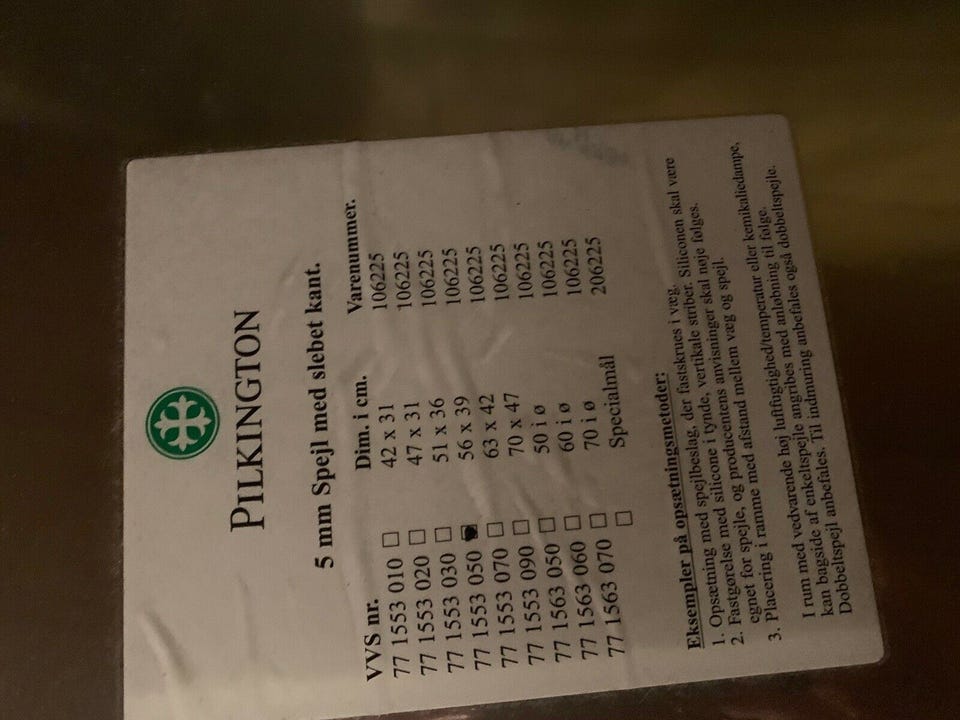 PILKINGTON
5 mm Spejl med slebet kant.
VVS nr. Dim. i cm. Varenummer.
77 1553 010 ☐ 42 x 31 106225
77 1553 020 ☐ 47 x 31 106225
77 1553 030 ☐ 51 x 36 106225
77 1553 050 ☒ 56 x 39 106225
77 1553 070 ☐ 63 x 42 106225
77 1553 090 ☐ 70 x 47 106225
77 1563 050 ☐ 50 i ø 106225
77 1563 060 ☐ 60 i ø 106225
77 1563 070 ☐ 70 i ø 106225
☐ Specialmål 206225
Eksempler på opsætningsmetoder:
1. Opsætning med spejlbeslag, der fastskrues i væg.
2. Fastgørelse med silicone i tynde, vertikale striber. Siliconen skal være
egnet for spejle, og producentens anvisninger skal nøje følges.
3. Placering i ramme med afstand mellem væg og spejl.
I rum med vedvarende høj luftfugtighed/temperatur eller kemikaliedampe,
kan bagside af enkeltspejle angribes med anløbning til følge.
Dobbeltspejl anbefales. Til indmuring anbefales også dobbeltspejle.